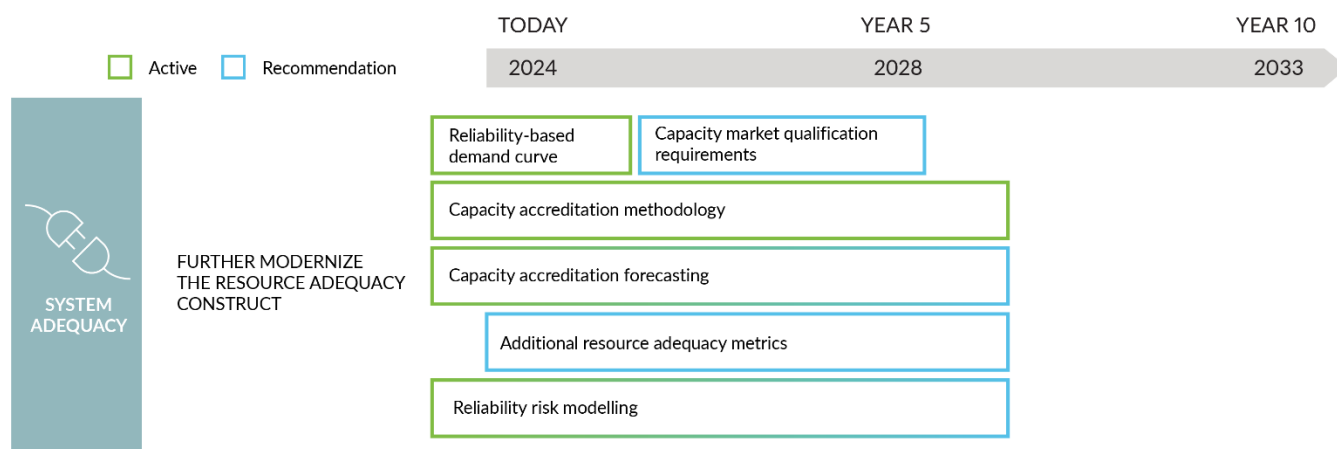 TODAY
YEAR 5
YEAR 10
Active
Recommendation
2024
2028
2033
Reliability-based
demand curve
Capacity market qualification
requirements
Capacity accreditation methodology
SYSTEM
ADEQUACY
FURTHER MODERNIZE
THE RESOURCE ADEQUACY
CONSTRUCT
Capacity accreditation forecasting
Additional resource adequacy metrics
Reliability risk modelling